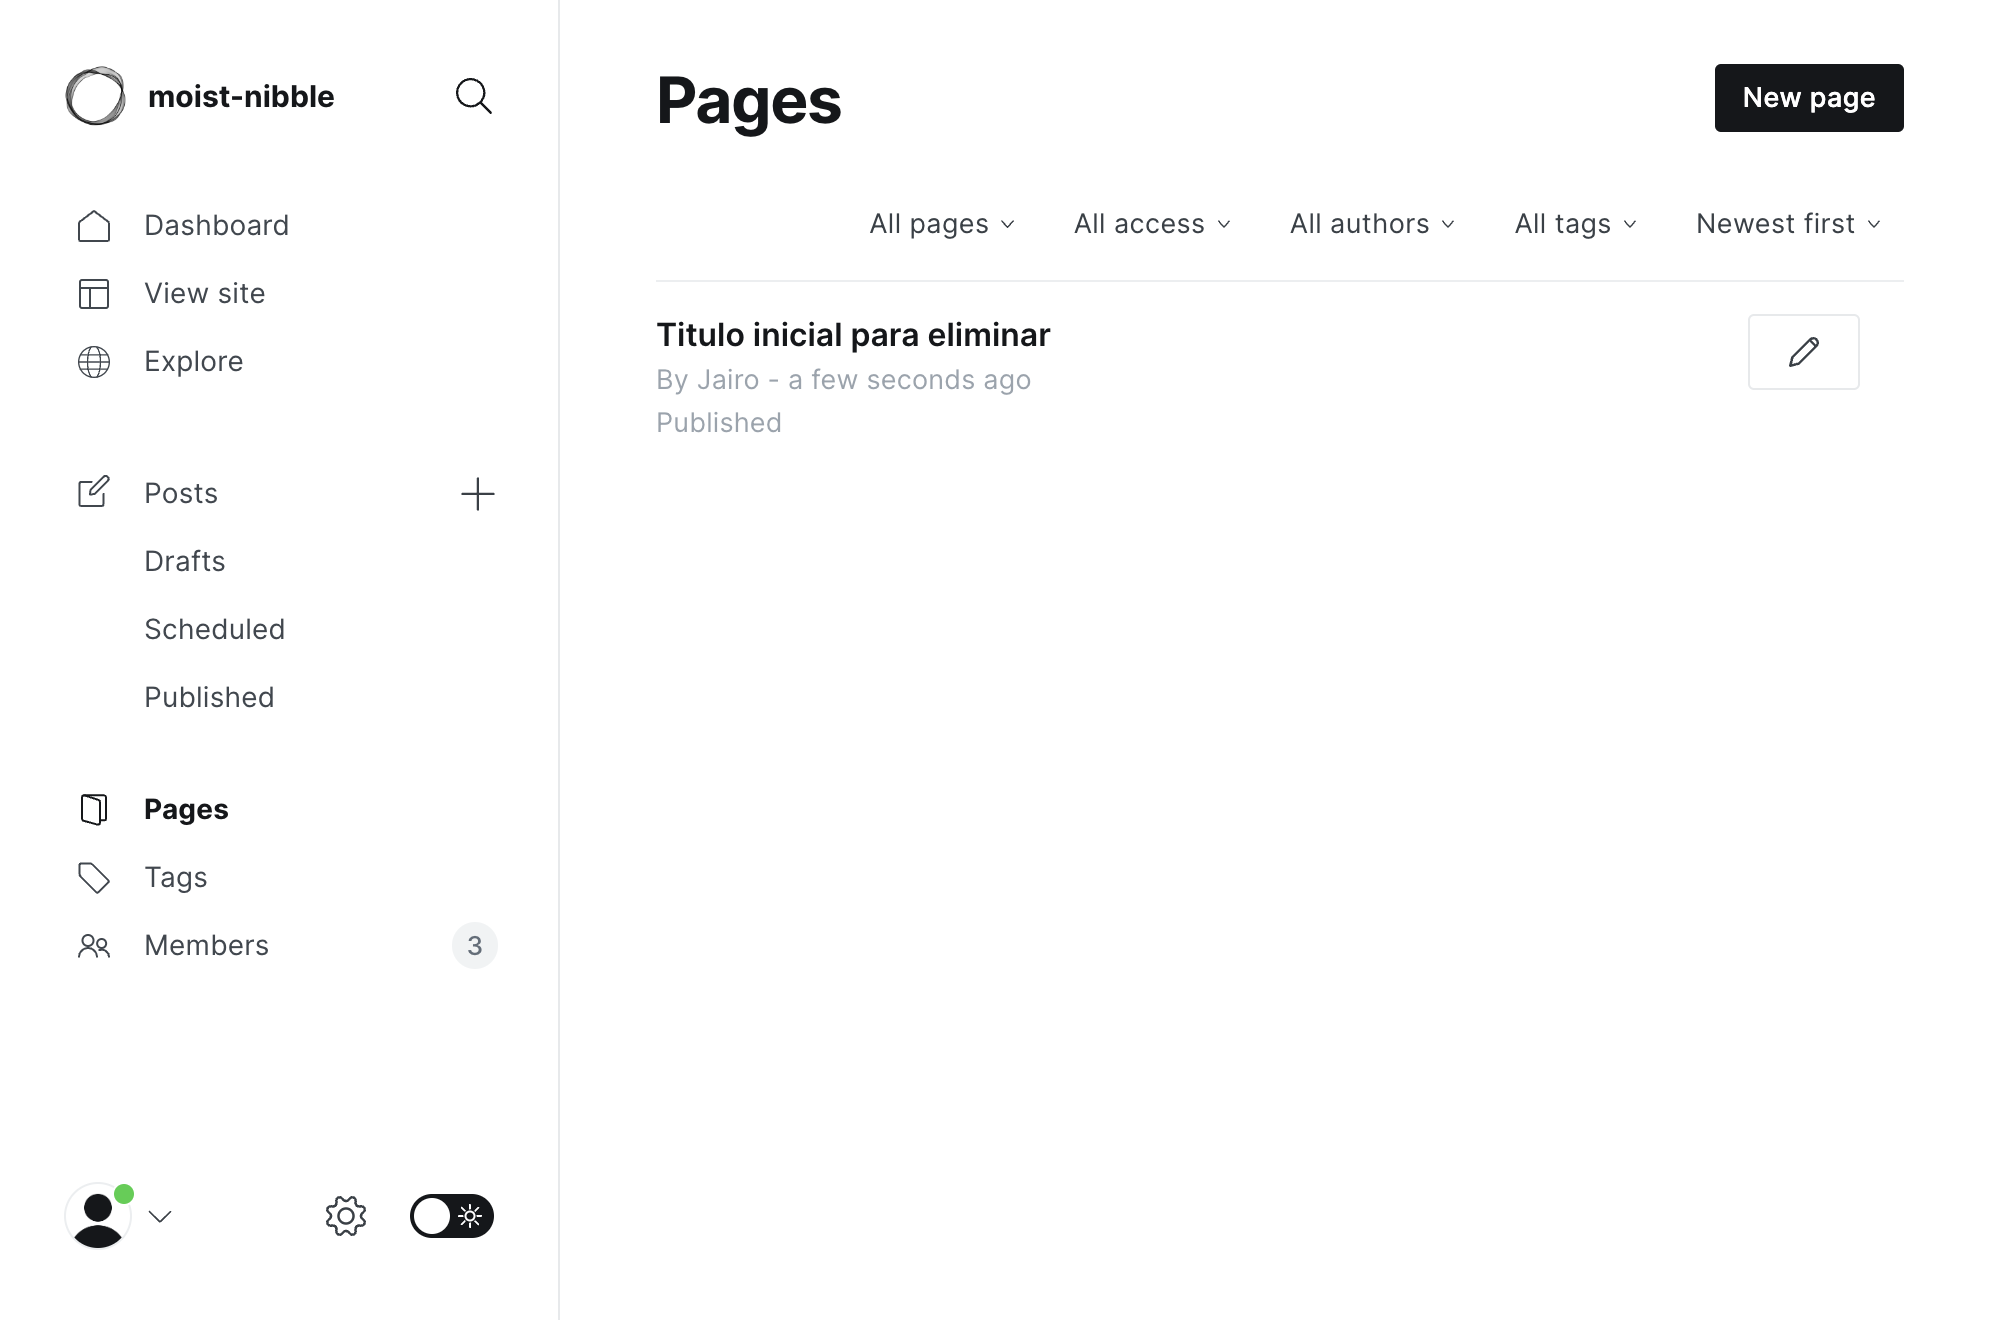 moist-nibble
Dashboard
View site
Explore
Posts
Drafts
Scheduled
Published
Pages
Tags
Members 3
Pages
New page
All pages All access All authors All tags Newest first
Titulo inicial para eliminar
By Jairo - a few seconds ago
Published